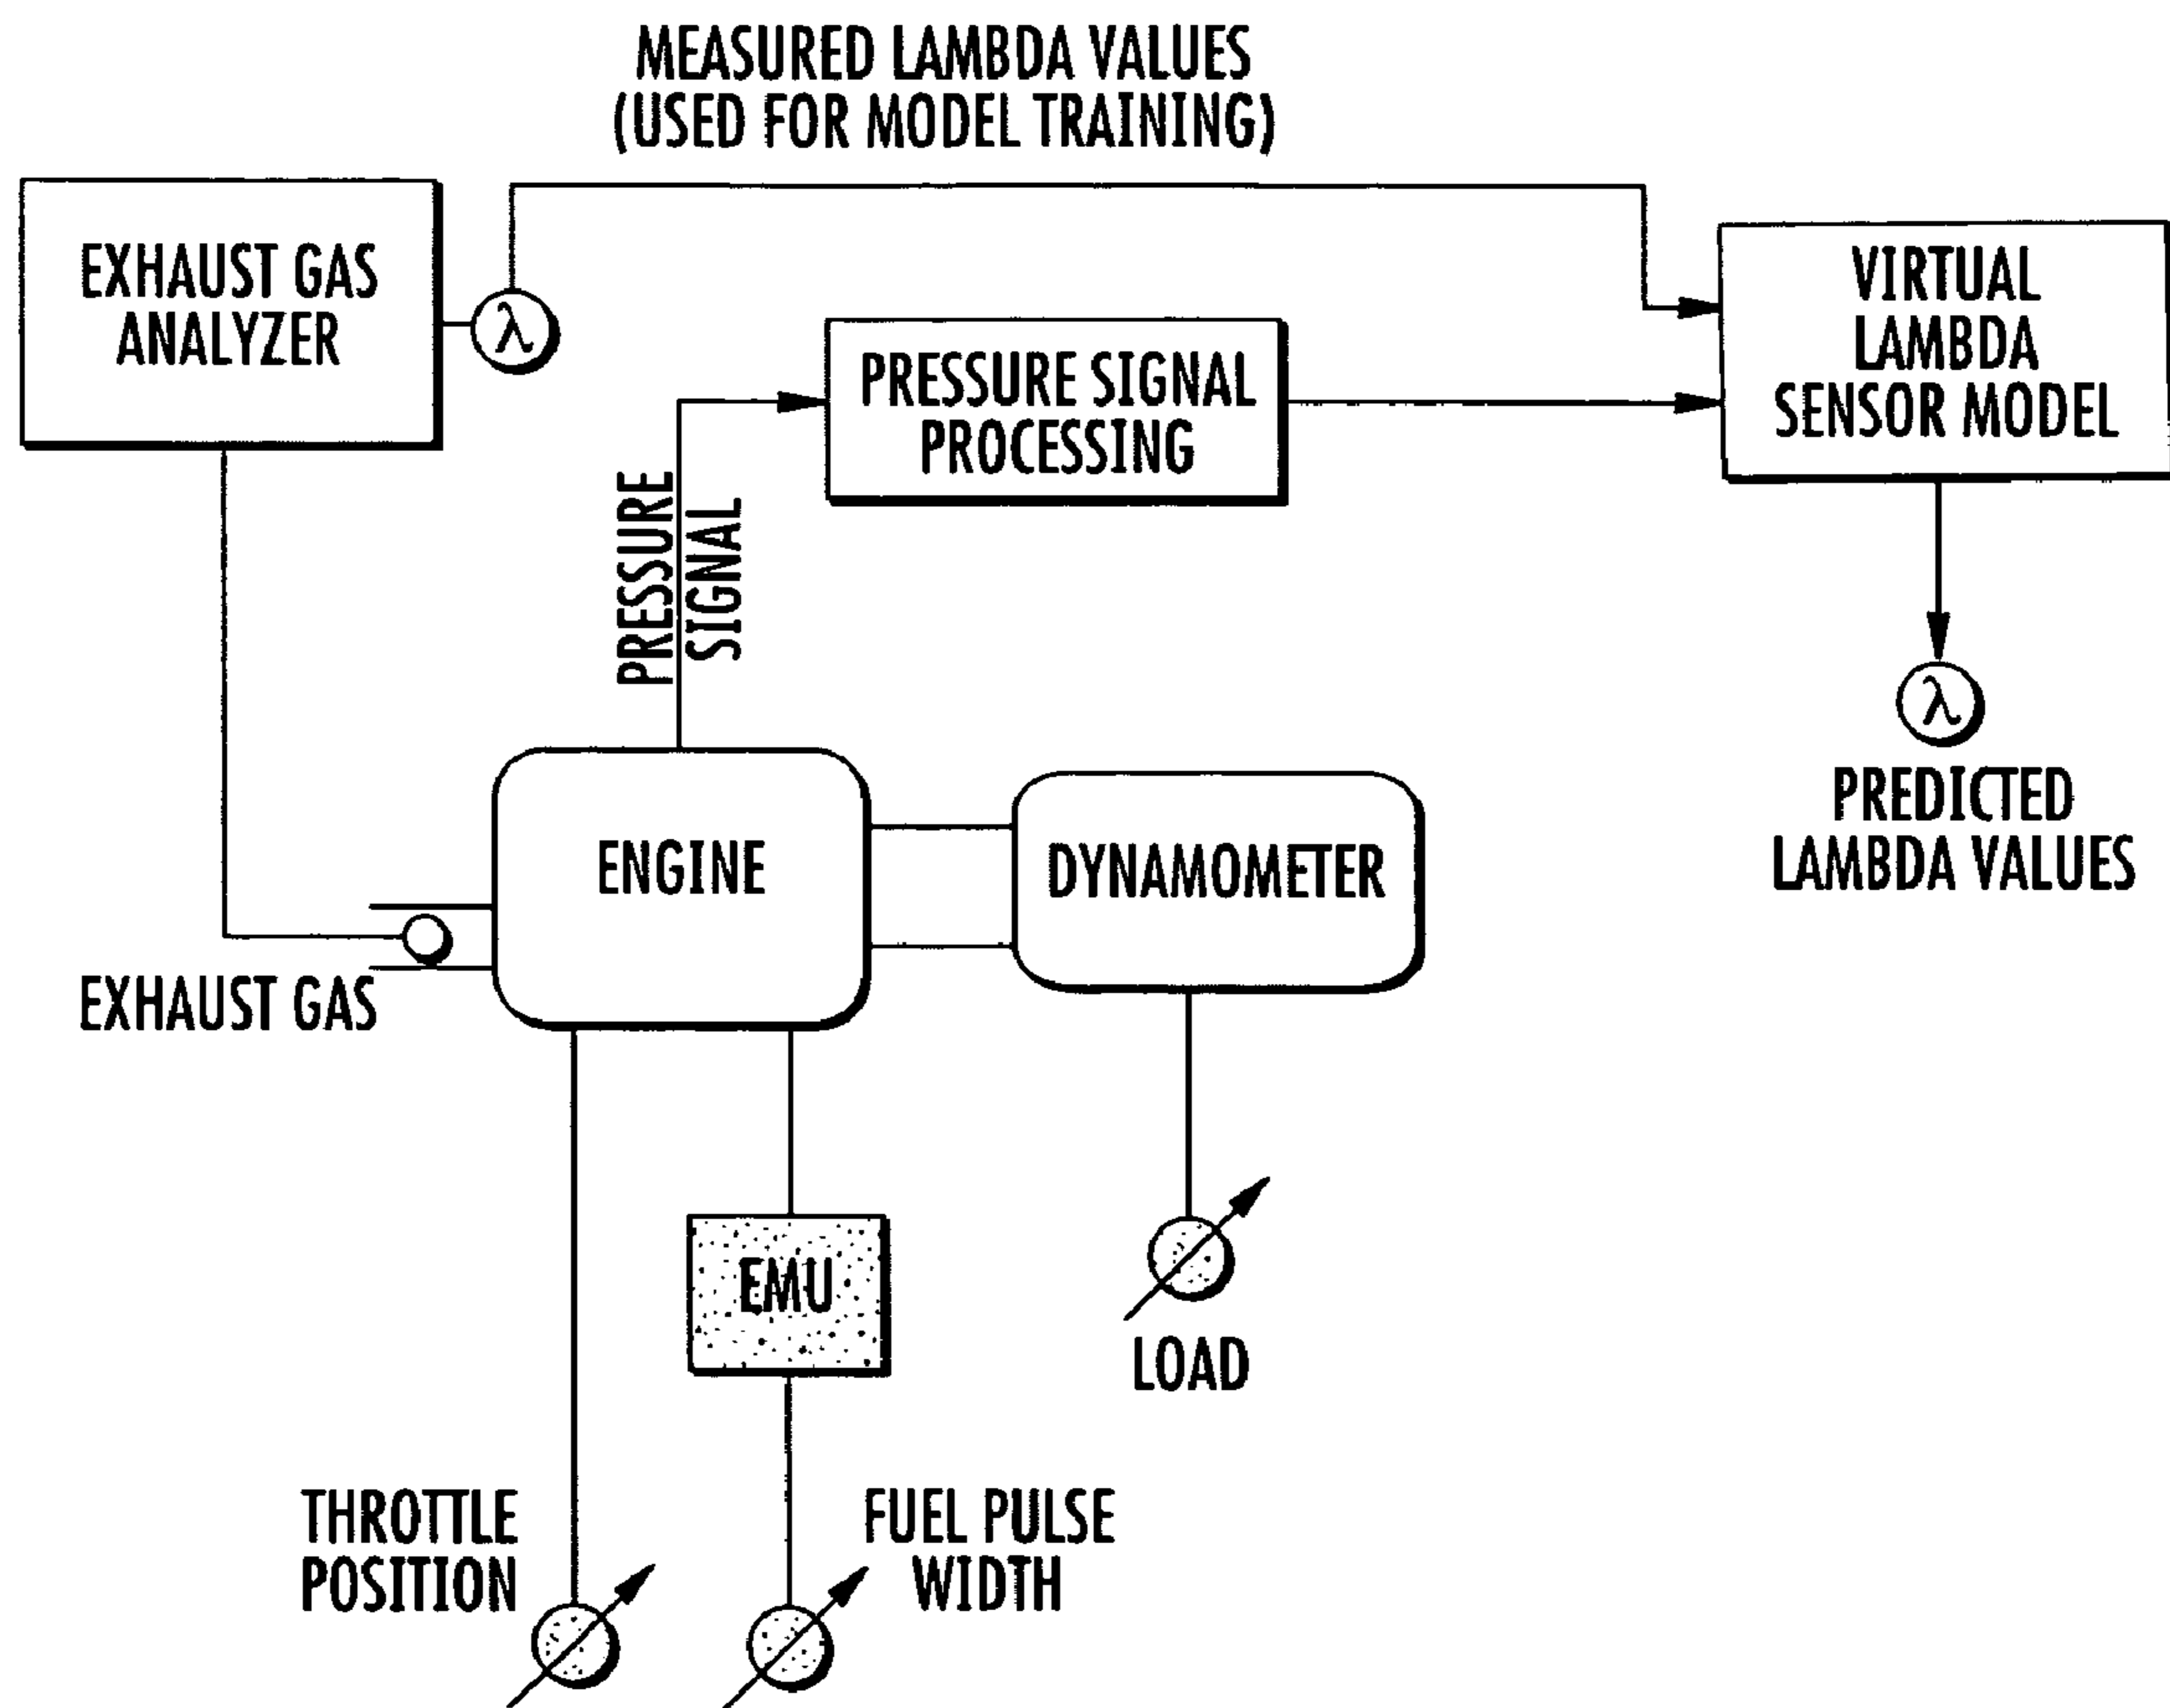 MEASURED LAMBDA VALUES
(USED FOR MODEL TRAINING)
EXHAUST GAS
ANALYZER
λ
PRESSURE SIGNAL
PROCESSING
VIRTUAL
LAMBDA
SENSOR MODEL
PRESSURE
SIGNAL
λ
PREDICTED
LAMBDA VALUES
ENGINE
DYNAMOMETER
EXHAUST GAS
EMU
LOAD
THROTTLE
POSITION
FUEL PULSE
WIDTH